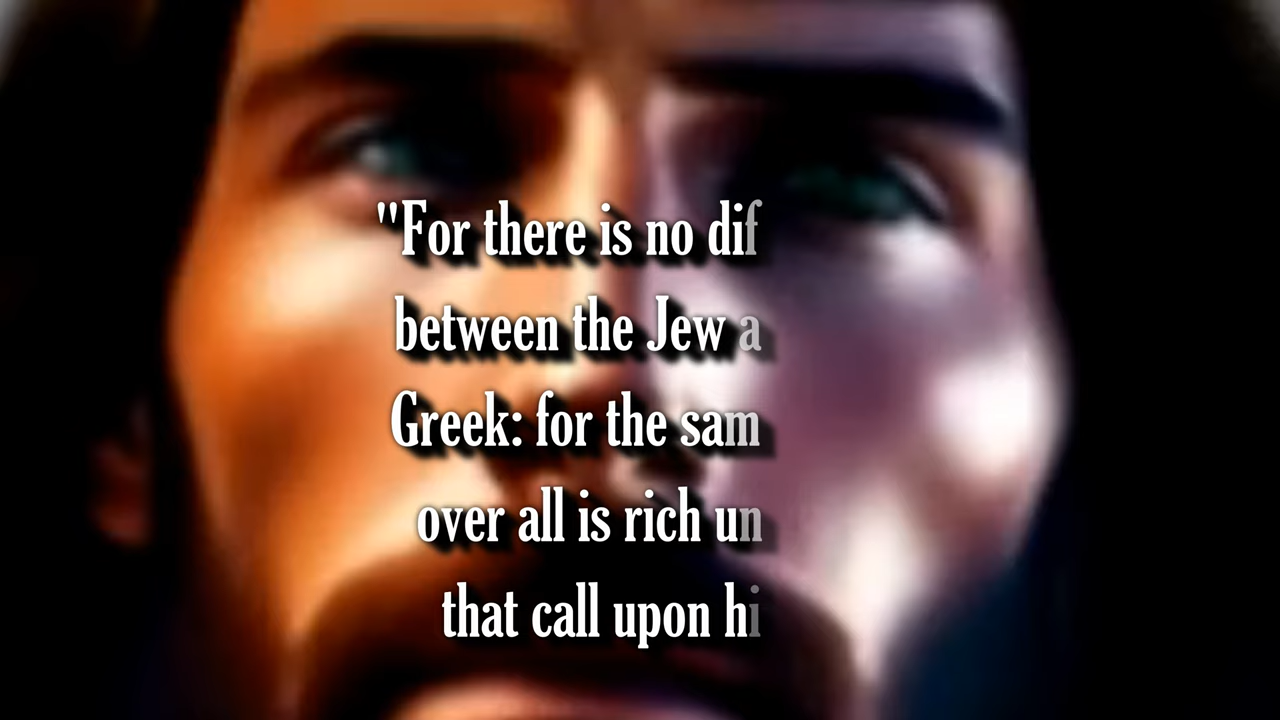 "For there is no dif
between the Jew a
Greek: for the sam
over all is rich un
that call upon hi